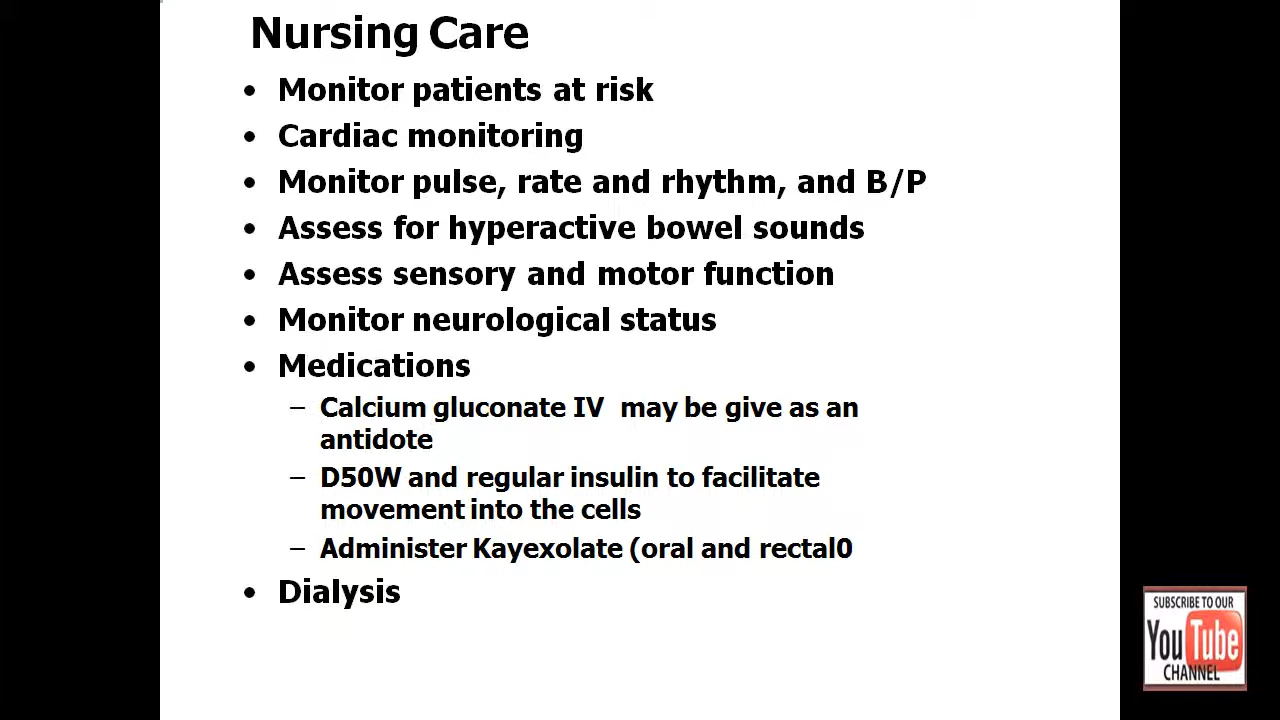 Nursing Care
• Monitor patients at risk
• Cardiac monitoring
• Monitor pulse, rate and rhythm, and B/P
• Assess for hyperactive bowel sounds
• Assess sensory and motor function
• Monitor neurological status
• Medications
– Calcium gluconate IV  may be give as an
antidote
– D50W and regular insulin to facilitate
movement into the cells
– Administer Kayexolate (oral and rectal0
• Dialysis
SUBSCRIBE TO OUR
YouTube
CHANNEL